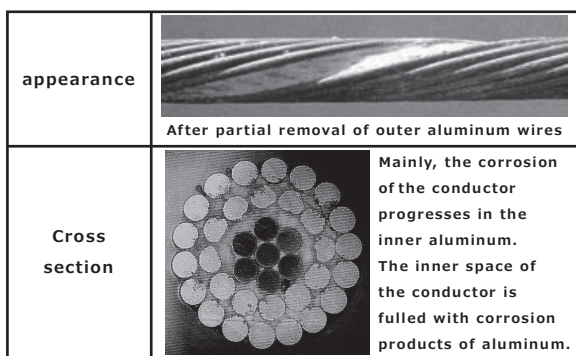 appearance
After partial removal of outer aluminum wires
Cross
section
Mainly, the corrosion
of the conductor
progresses in the
inner aluminum.
The inner space of
the conductor is
fulled with corrosion
products of aluminum.